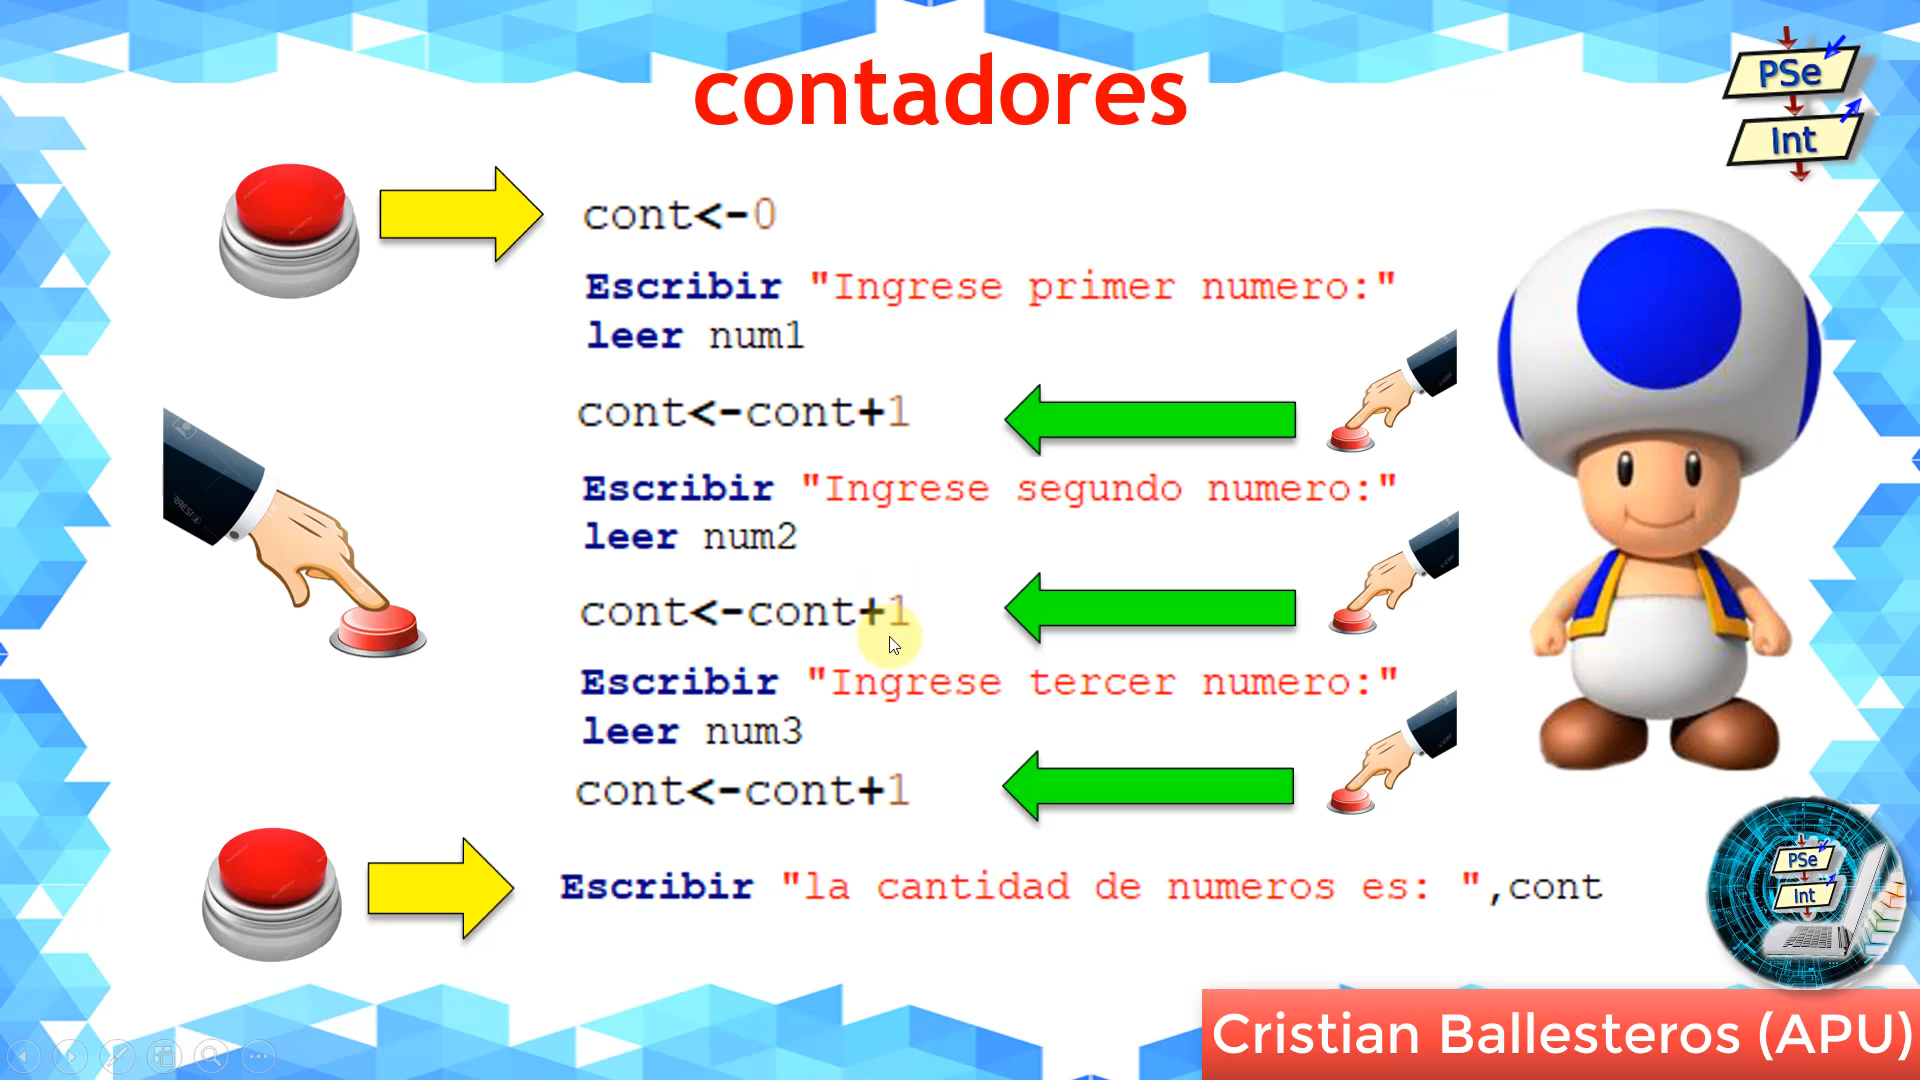 contadores
PSe
Int
cont<-0
Escribir "Ingrese primer numero:"
leer num1
cont<-cont+1
Escribir "Ingrese segundo numero:"
leer num2
cont<-cont+1
Escribir "Ingrese tercer numero:"
leer num3
cont<-cont+1
Escribir "la cantidad de numeros es: ",cont
PSe
Int
Cristian Ballesteros (APU)